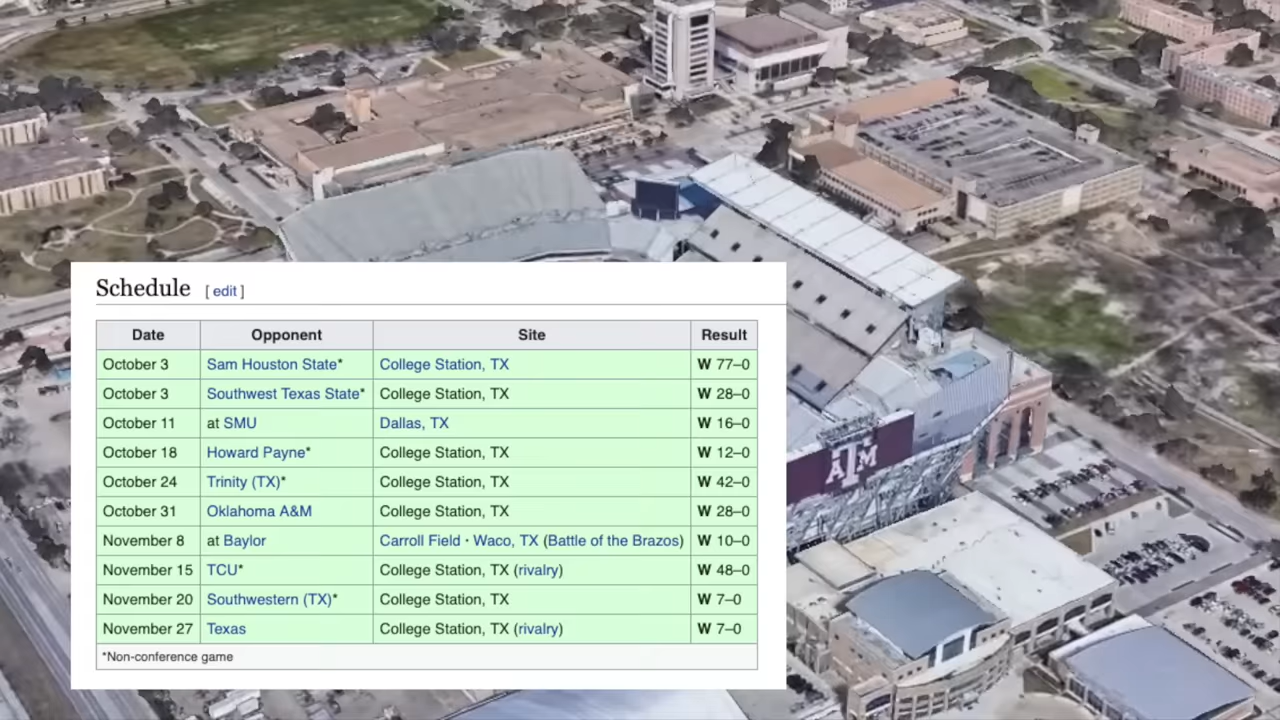 Schedule [ edit ]
Date Opponent Site Result
October 3 Sam Houston State* College Station, TX W 77–0
October 3 Southwest Texas State* College Station, TX W 28–0
October 11 at SMU Dallas, TX W 16–0
October 18 Howard Payne* College Station, TX W 12–0
October 24 Trinity (TX)* College Station, TX W 42–0
October 31 Oklahoma A&M College Station, TX W 28–0
November 8 at Baylor Carroll Field · Waco, TX (Battle of the Brazos) W 10–0
November 15 TCU* College Station, TX (rivalry) W 48–0
November 20 Southwestern (TX)* College Station, TX W 7–0
November 27 Texas College Station, TX (rivalry) W 7–0
*Non-conference game
ATM